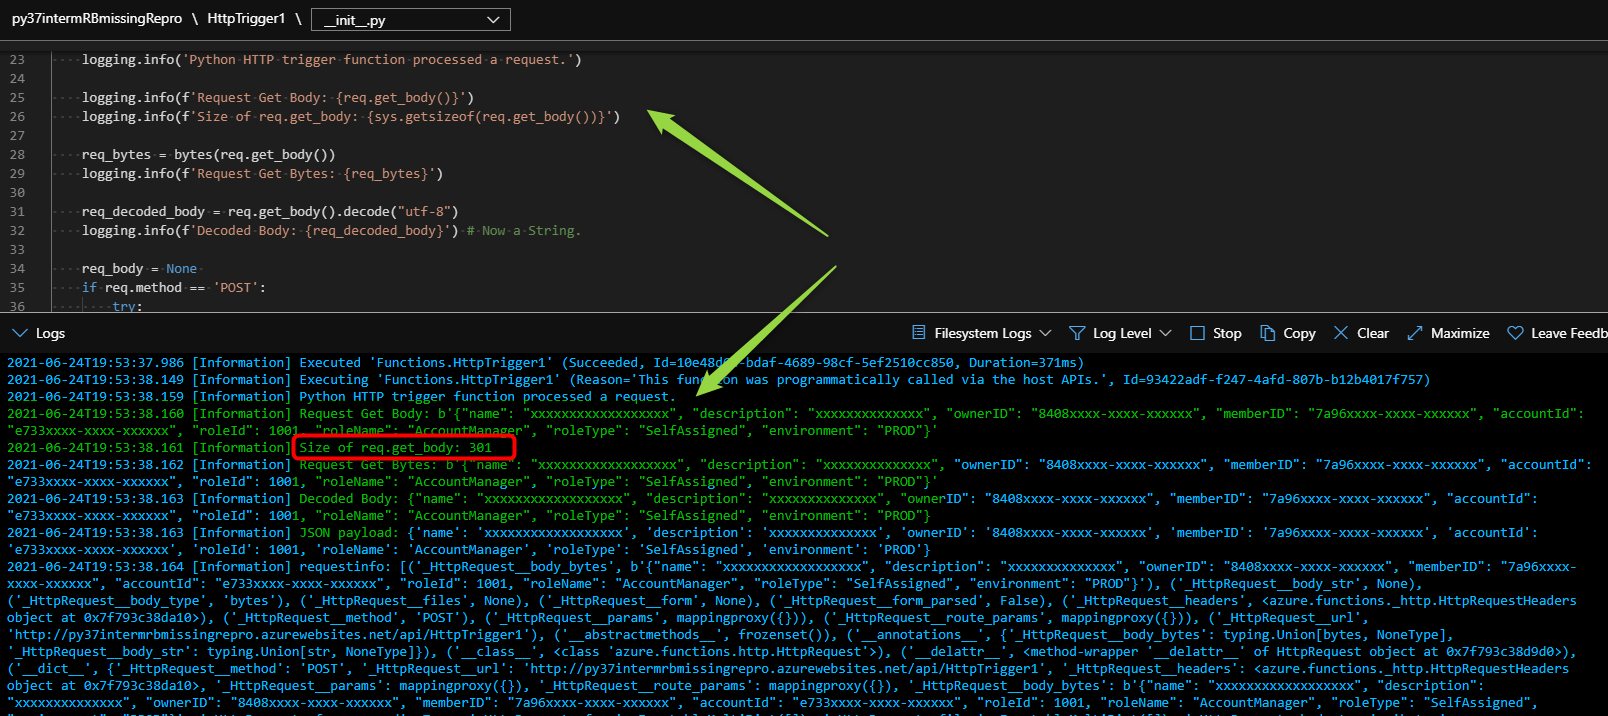 py37intermRBmissingRepro \ HttpTrigger1 \ __init__.py
23 logging.info('Python HTTP trigger function processed a request.')
24
25 logging.info(f'Request Get Body: {req.get_body()}')
26 logging.info(f'Size of req.get_body: {sys.getsizeof(req.get_body())}')
27
28 req_bytes = bytes(req.get_body())
29 logging.info(f'Request Get Bytes: {req_bytes}')
30
31 req_decoded_body = req.get_body().decode("utf-8")
32 logging.info(f'Decoded Body: {req_decoded_body}') # Now a String.
33
34 req_body = None
35 if req.method == 'POST':
36 try:
Logs Filesystem Logs Log Level Stop Copy Clear Maximize Leave Feedb
2021-06-24T19:53:37.986 [Information] Executed 'Functions.HttpTrigger1' (Succeeded, Id=10e48d -bdaf-4689-98cf-5ef2510cc850, Duration=371ms)
2021-06-24T19:53:38.149 [Information] Executing 'Functions.HttpTrigger1' (Reason='This function was programmatically called via the host APIs.', Id=93422adf-f247-4afd-807b-b12b4017f757)
2021-06-24T19:53:38.159 [Information] Python HTTP trigger function processed a request.
2021-06-24T19:53:38.160 [Information] Request Get Body: b'{"name": "xxxxxxxxxxxxxxxxxx", "description": "xxxxxxxxxxxxxx", "ownerID": "8408xxxx-xxxx-xxxxxx", "memberID": "7a96xxxx-xxxx-xxxxxx", "accountId":
"e733xxxx-xxxx-xxxxxx", "roleId": 1001, "roleName": "AccountManager", "roleType": "SelfAssigned", "environment": "PROD"}'
2021-06-24T19:53:38.161 [Information] Size of req.get_body: 301
2021-06-24T19:53:38.162 [Information] Request Get Bytes: b'{"name": "xxxxxxxxxxxxxxxxxx", "description": "xxxxxxxxxxxxxx", "ownerID": "8408xxxx-xxxx-xxxxxx", "memberID": "7a96xxxx-xxxx-xxxxxx", "accountId":
"e733xxxx-xxxx-xxxxxx", "roleId": 1001, "roleName": "AccountManager", "roleType": "SelfAssigned", "environment": "PROD"}'
2021-06-24T19:53:38.163 [Information] Decoded Body: {"name": "xxxxxxxxxxxxxxxxxx", "description": "xxxxxxxxxxxxxx", "ownerID": "8408xxxx-xxxx-xxxxxx", "memberID": "7a96xxxx-xxxx-xxxxxx", "accountId":
"e733xxxx-xxxx-xxxxxx", "roleId": 1001, "roleName": "AccountManager", "roleType": "SelfAssigned", "environment": "PROD"}
2021-06-24T19:53:38.163 [Information] JSON payload: {'name': 'xxxxxxxxxxxxxxxxxx', 'description': 'xxxxxxxxxxxxxx', 'ownerID': '8408xxxx-xxxx-xxxxxx', 'memberID': '7a96xxxx-xxxx-xxxxxx', 'accountId':
'e733xxxx-xxxx-xxxxxx', 'roleId': 1001, 'roleName': 'AccountManager', 'roleType': 'SelfAssigned', 'environment': 'PROD'}
2021-06-24T19:53:38.164 [Information] requestinfo: [('_HttpRequest__body_bytes', b'{"name": "xxxxxxxxxxxxxxxxxx", "description": "xxxxxxxxxxxxxx", "ownerID": "8408xxxx-xxxx-xxxxxx", "memberID": "7a96xxxx-
xxxx-xxxxxx", "accountId": "e733xxxx-xxxx-xxxxxx", "roleId": 1001, "roleName": "AccountManager", "roleType": "SelfAssigned", "environment": "PROD"}'), ('_HttpRequest__body_str', None),
('_HttpRequest__body_type', 'bytes'), ('_HttpRequest__files', None), ('_HttpRequest__form', None), ('_HttpRequest__form_parsed', False), ('_HttpRequest__headers', <azure.functions._http.HttpRequestHeaders
object at 0x7f793c38da10>), ('_HttpRequest__method', 'POST'), ('_HttpRequest__params', mappingproxy({})), ('_HttpRequest__route_params', mappingproxy({})), ('_HttpRequest__url',
'http://py37intermrbmissingrepro.azurewebsites.net/api/HttpTrigger1'), ('__abstractmethods__', frozenset()), ('__annotations__', {'_HttpRequest__body_bytes': typing.Union[bytes, NoneType],
'_HttpRequest__body_str': typing.Union[str, NoneType]}), ('__class__', <class 'azure.functions.http.HttpRequest'>), ('__delattr__', <method-wrapper '__delattr__' of HttpRequest object at 0x7f793c38d9d0>),
('__dict__', {'_HttpRequest__method': 'POST', '_HttpRequest__url': 'http://py37intermrbmissingrepro.azurewebsites.net/api/HttpTrigger1', '_HttpRequest__headers': <azure.functions._http.HttpRequestHeaders
object at 0x7f793c38da10>, '_HttpRequest__params': mappingproxy({}), '_HttpRequest__route_params': mappingproxy({}), '_HttpRequest__body_bytes': b'{"name": "xxxxxxxxxxxxxxxxxx", "description":
"xxxxxxxxxxxxxx", "ownerID": "8408xxxx-xxxx-xxxxxx", "memberID": "7a96xxxx-xxxx-xxxxxx", "accountId": "e733xxxx-xxxx-xxxxxx", "roleId": 1001, "roleName": "AccountManager", "roleType": "SelfAssigned",